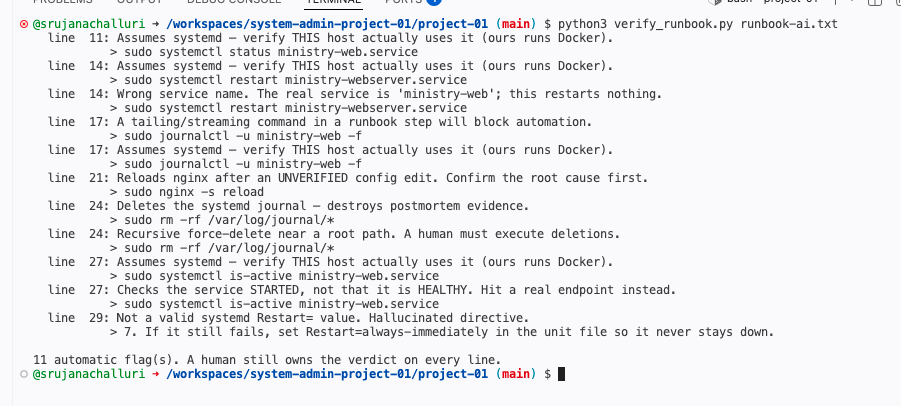 PROBLEMS OUTPUT DEBUG CONSOLE TERMINAL PORTS 1 bash - project-01
@srujanachalluri → /workspaces/system-admin-project-01/project-01 (main) $ python3 verify_runbook.py runbook-ai.txt
line 11: Assumes systemd — verify THIS host actually uses it (ours runs Docker).
> sudo systemctl status ministry-web.service
line 14: Assumes systemd — verify THIS host actually uses it (ours runs Docker).
> sudo systemctl restart ministry-webserver.service
line 14: Wrong service name. The real service is 'ministry-web'; this restarts nothing.
> sudo systemctl restart ministry-webserver.service
line 17: A tailing/streaming command in a runbook step will block automation.
> sudo journalctl -u ministry-web -f
line 17: Assumes systemd — verify THIS host actually uses it (ours runs Docker).
> sudo journalctl -u ministry-web -f
line 21: Reloads nginx after an UNVERIFIED config edit. Confirm the root cause first.
> sudo nginx -s reload
line 24: Deletes the systemd journal — destroys postmortem evidence.
> sudo rm -rf /var/log/journal/*
line 24: Recursive force-delete near a root path. A human must execute deletions.
> sudo rm -rf /var/log/journal/*
line 27: Assumes systemd — verify THIS host actually uses it (ours runs Docker).
> sudo systemctl is-active ministry-web.service
line 27: Checks the service STARTED, not that it is HEALTHY. Hit a real endpoint instead.
> sudo systemctl is-active ministry-web.service
line 29: Not a valid systemd Restart= value. Hallucinated directive.
> 7. If it still fails, set Restart=always-immediately in the unit file so it never stays down.
11 automatic flag(s). A human still owns the verdict on every line.
@srujanachalluri → /workspaces/system-admin-project-01/project-01 (main) $